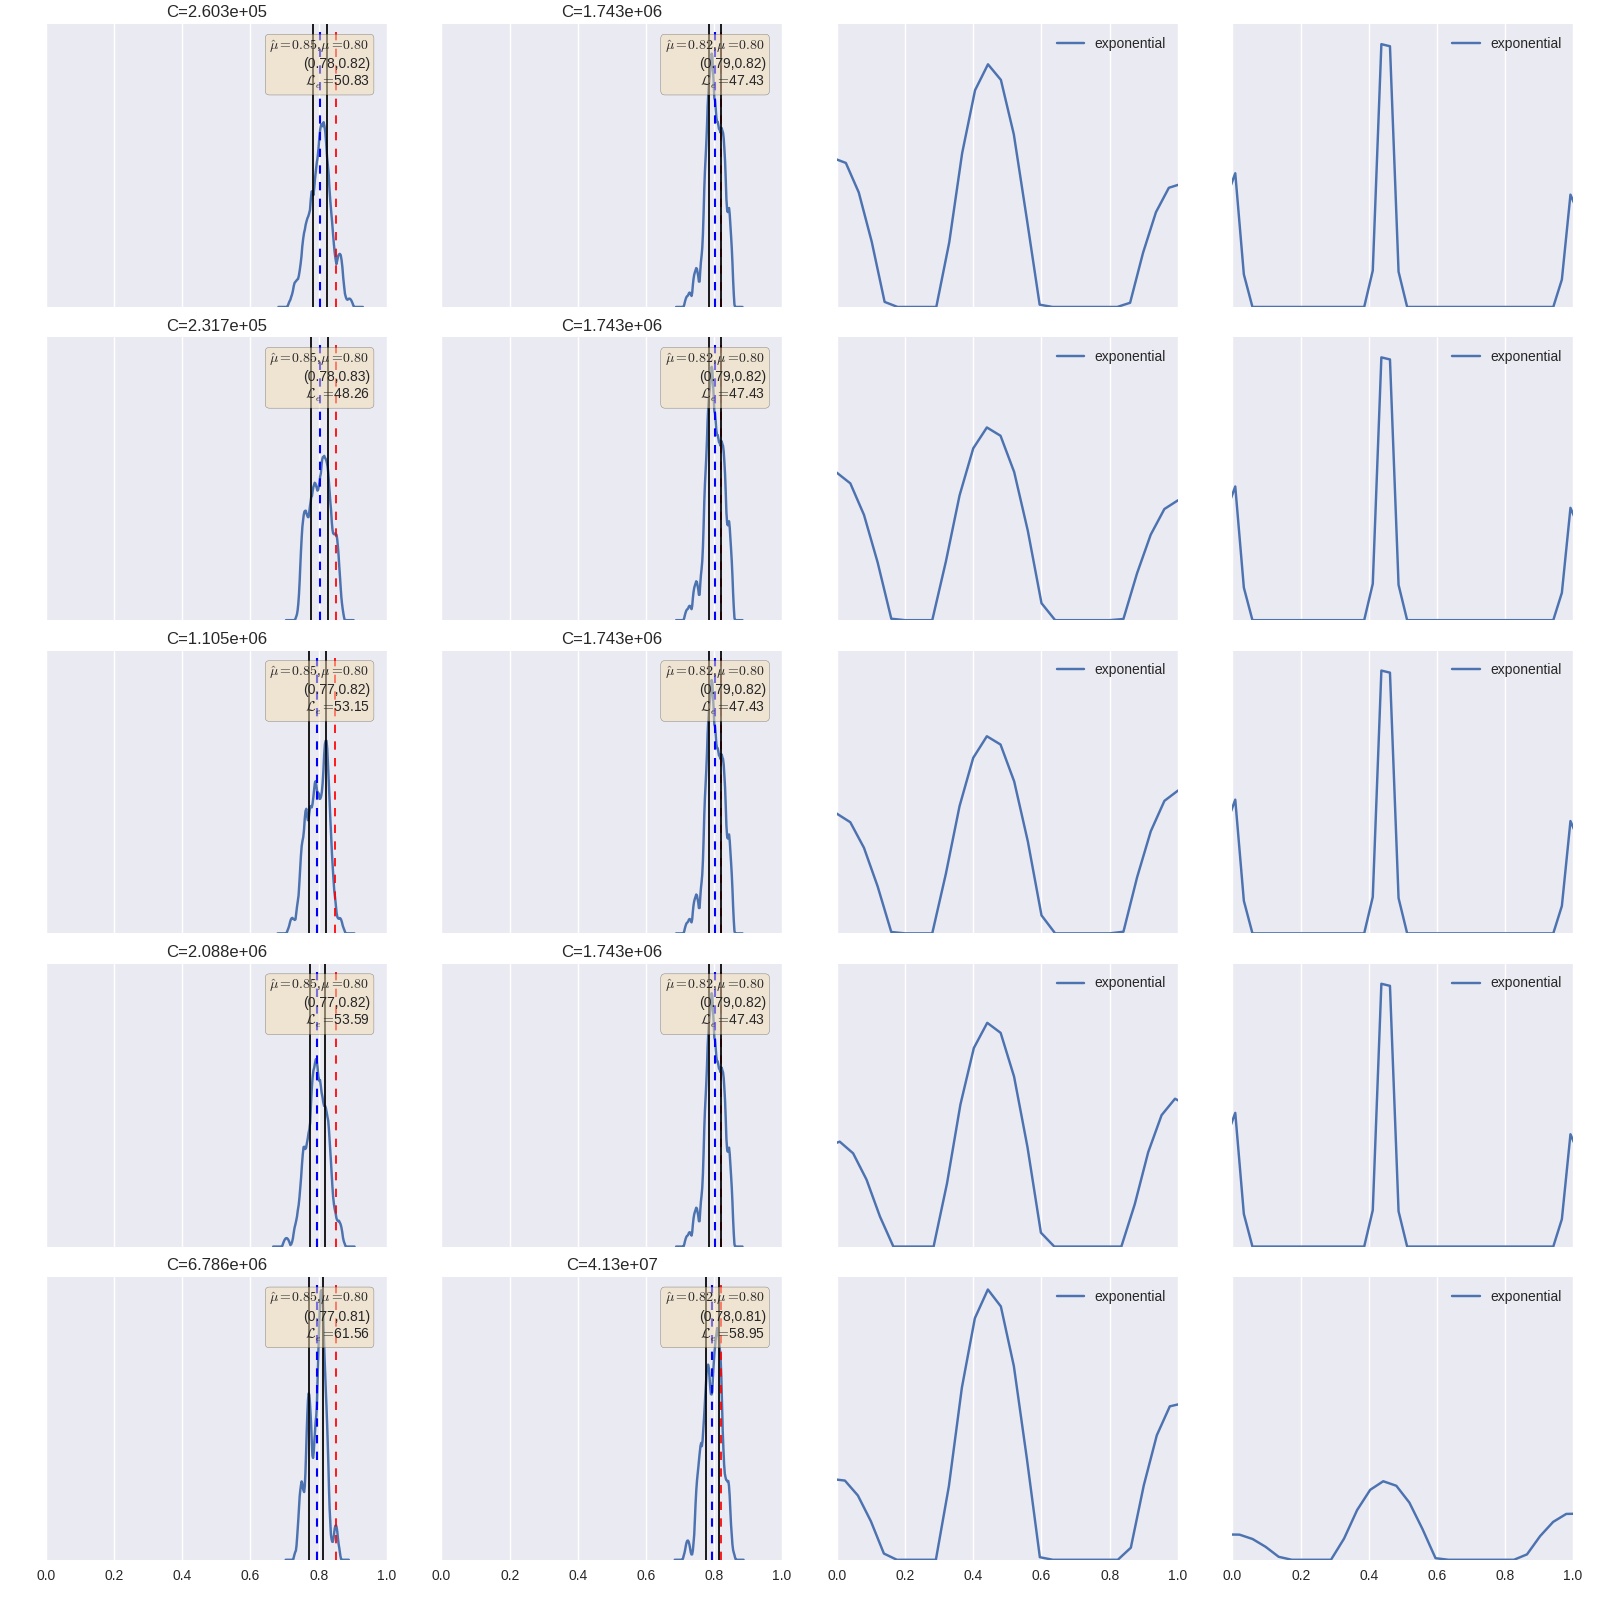 C=2.603e+05 C=1.743e+06
μ̂=0.85,μ=0.80 μ̂=0.82,μ=0.80 exponential exponential
(0.78,0.82) (0.79,0.82)
=50.83 =47.43
C=2.317e+05 C=1.743e+06
μ̂=0.85,μ=0.80 μ̂=0.82,μ=0.80 exponential exponential
(0.78,0.83) (0.79,0.82)
=48.26 =47.43
C=1.105e+06 C=1.743e+06
μ̂=0.85,μ=0.80 μ̂=0.82,μ=0.80 exponential exponential
(0.77,0.82) (0.79,0.82)
=53.15 =47.43
C=2.088e+06 C=1.743e+06
μ̂=0.85,μ=0.80 μ̂=0.82,μ=0.80 exponential exponential
(0.77,0.82) (0.79,0.82)
=53.59 =47.43
C=6.786e+06 C=4.13e+07
μ̂=0.85,μ=0.80 μ̂=0.82,μ=0.80 exponential exponential
(0.77,0.81) (0.78,0.81)
=61.56 =58.95
0.0 0.2 0.4 0.6 0.8 1.0 0.0 0.2 0.4 0.6 0.8 1.0 0.0 0.2 0.4 0.6 0.8 1.0 0.0 0.2 0.4 0.6 0.8 1.0